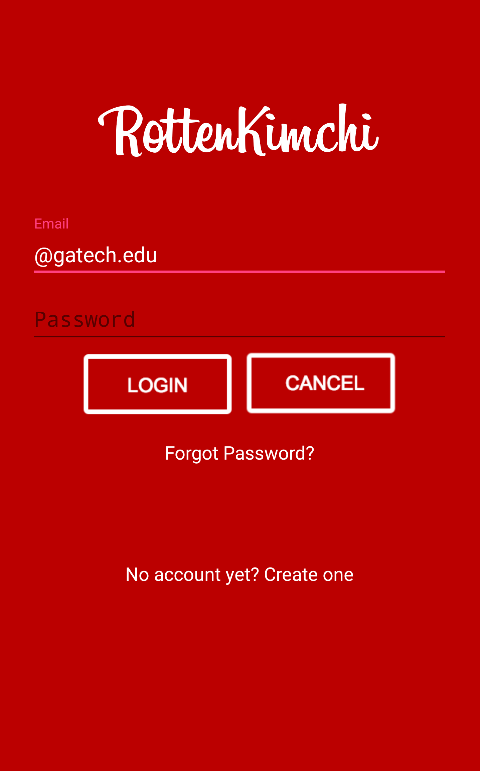 RottenKimchi
Email
@gatech.edu
Password
LOGIN CANCEL
Forgot Password?
No account yet? Create one